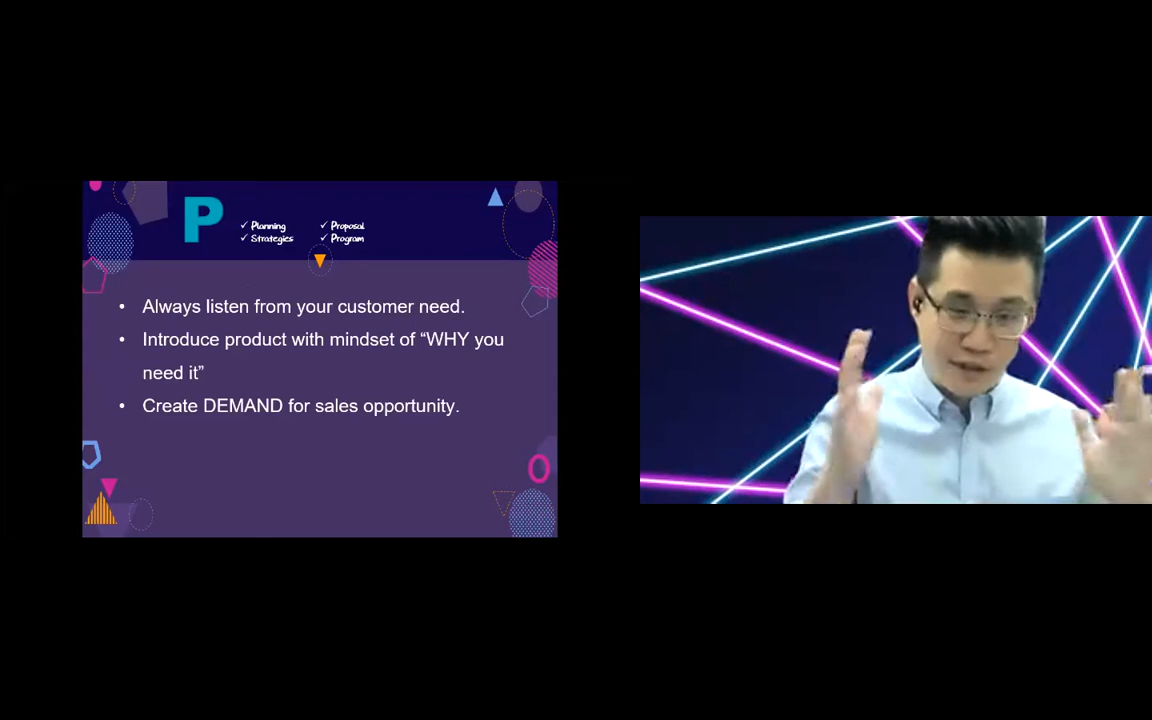 P
✓ Planning ✓ Proposal
✓ Strategies ✓ Program
• Always listen from your customer need.
• Introduce product with mindset of “WHY you
need it”
• Create DEMAND for sales opportunity.